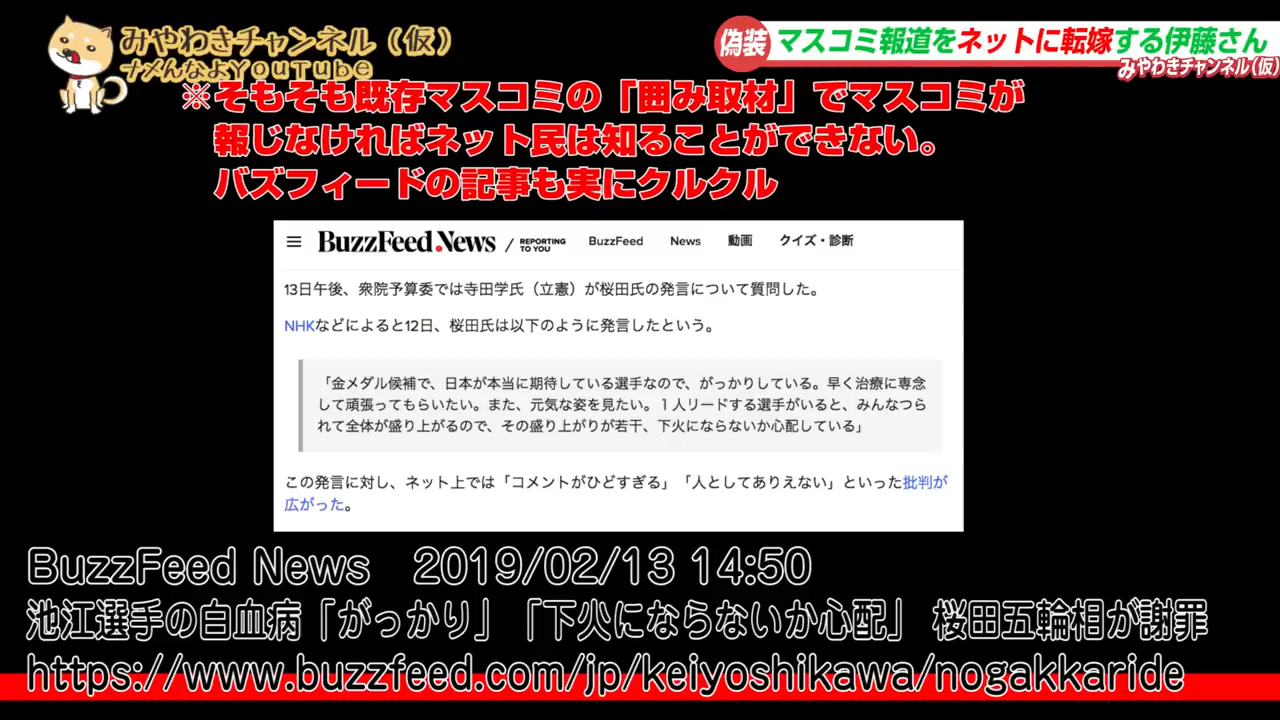 みやわきチャンネル（仮）
ナメんなよYouTube
偽装 マスコミ報道をネットに転嫁する伊藤さん
みやわきチャンネル（仮）
※そもそも既存マスコミの「囲み取材」でマスコミが
報じなければネット民は知ることができない。
バズフィードの記事も実にクルクル
BuzzFeed News / REPORTING TO YOU BuzzFeed News 動画 クイズ・診断
13日午後、衆院予算委では寺田学氏（立憲）が桜田氏の発言について質問した。
NHKなどによると12日、桜田氏は以下のように発言したという。
「金メダル候補で、日本が本当に期待している選手なので、がっかりしている。早く治療に専念
して頑張ってもらいたい。また、元気な姿を見たい。１人リードする選手がいると、みんなつら
れて全体が盛り上がるので、その盛り上がりが若干、下火にならないか心配している」
この発言に対し、ネット上では「コメントがひどすぎる」「人としてありえない」といった批判が
広がった。
BuzzFeed News　2019/02/13 14:50
池江選手の白血病「がっかり」「下火にならないか心配」 桜田五輪相が謝罪
https://www.buzzfeed.com/jp/keiyoshikawa/nogakkaride